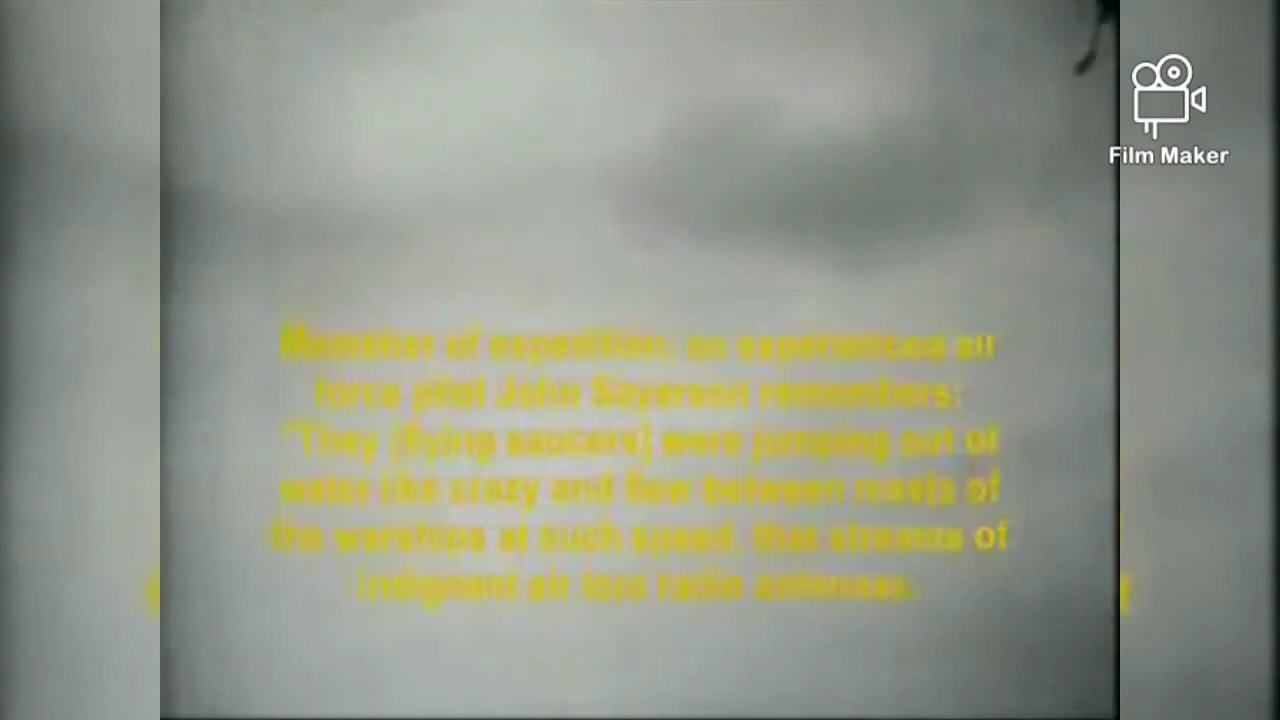 Member of expedition, an experienced air
force pilot John Sayerson remembers:
"They (flying saucers) were jumping out of
water like crazy and flew between masts of
the warships at such speed, that streams of
indignant air tore radio antennas.
Film Maker